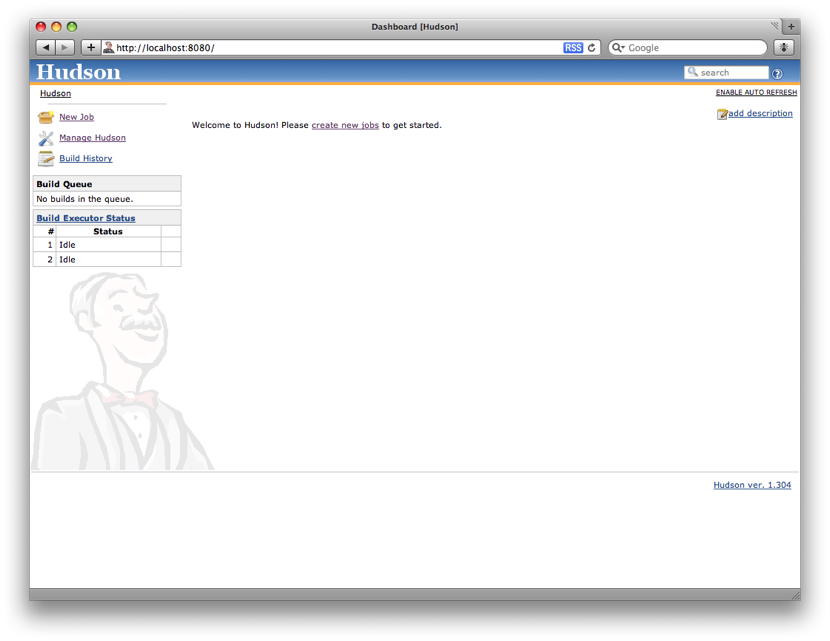 Dashboard [Hudson]
http://localhost:8080/
RSS
Google
Hudson
search
?
Hudson
ENABLE AUTO REFRESH
New Job
Manage Hudson
Build History
add description
Welcome to Hudson! Please create new jobs to get started.
Build Queue
No builds in the queue.
Build Executor Status
# Status
1 Idle
2 Idle
Hudson ver. 1.304